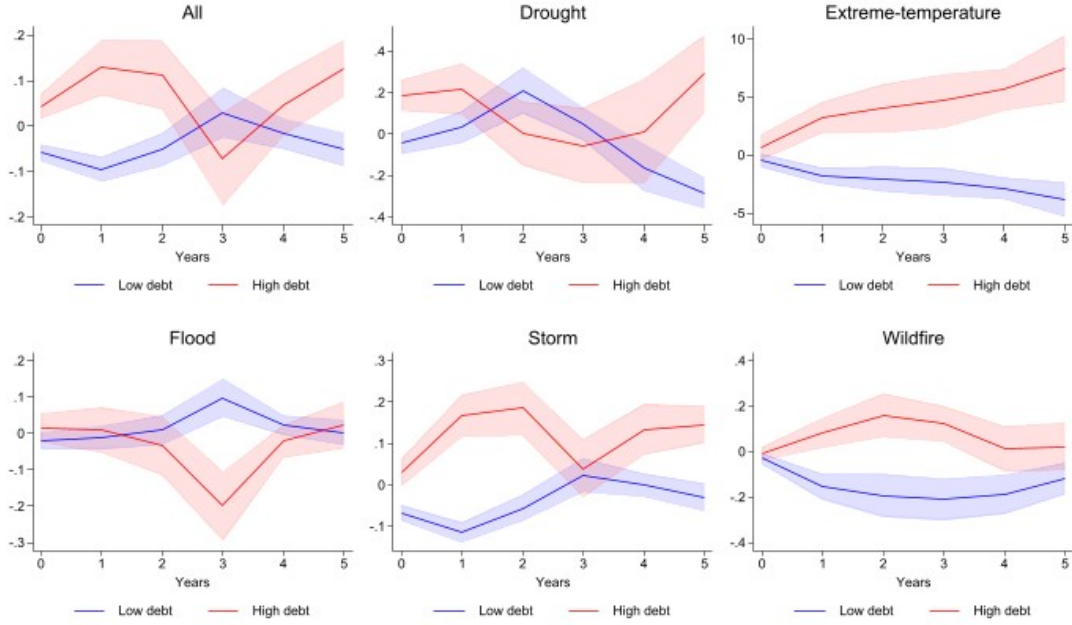 All
.2
.1
0
-.1
-.2
0 1 2 3 4 5
Years
Low debt High debt
Drought
.4
.2
0
-.2
-.4
0 1 2 3 4 5
Years
Low debt High debt
Extreme-temperature
10
5
0
-5
0 1 2 3 4 5
Years
Low debt High debt
Flood
.2
.1
0
-.1
-.2
-.3
0 1 2 3 4 5
Years
Low debt High debt
Storm
.3
.2
.1
0
-.1
0 1 2 3 4 5
Years
Low debt High debt
Wildfire
.4
.2
0
-.2
-.4
0 1 2 3 4 5
Years
Low debt High debt